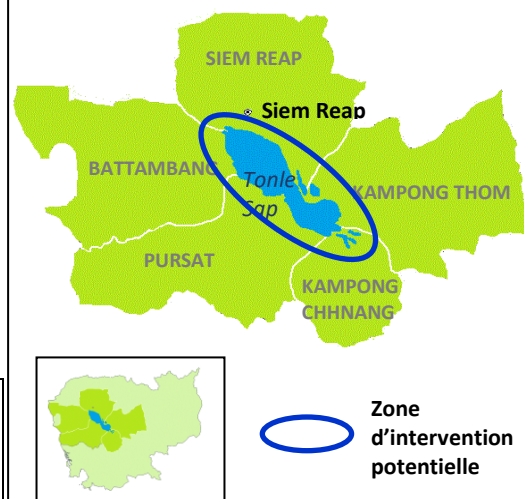 SIEM REAP
Siem Reap
BATTAMBANG
Tonle
Sap
KAMPONG THOM
PURSAT
KAMPONG
CHHNANG
Zone
d’intervention
potentielle